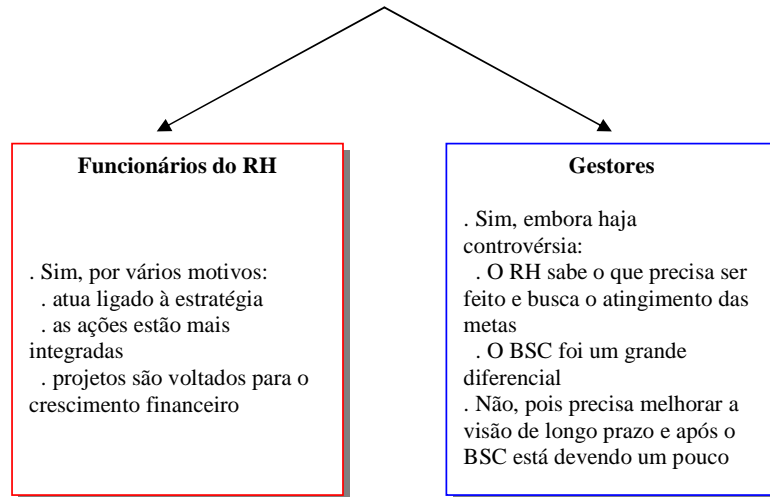 Funcionários do RH
. Sim, por vários motivos:
. atua ligado à estratégia
. as ações estão mais
integradas
. projetos são voltados para o
crescimento financeiro
Gestores
. Sim, embora haja
controvérsia:
. O RH sabe o que precisa ser
feito e busca o atingimento das
metas
. O BSC foi um grande
diferencial
. Não, pois precisa melhorar a
visão de longo prazo e após o
BSC está devendo um pouco